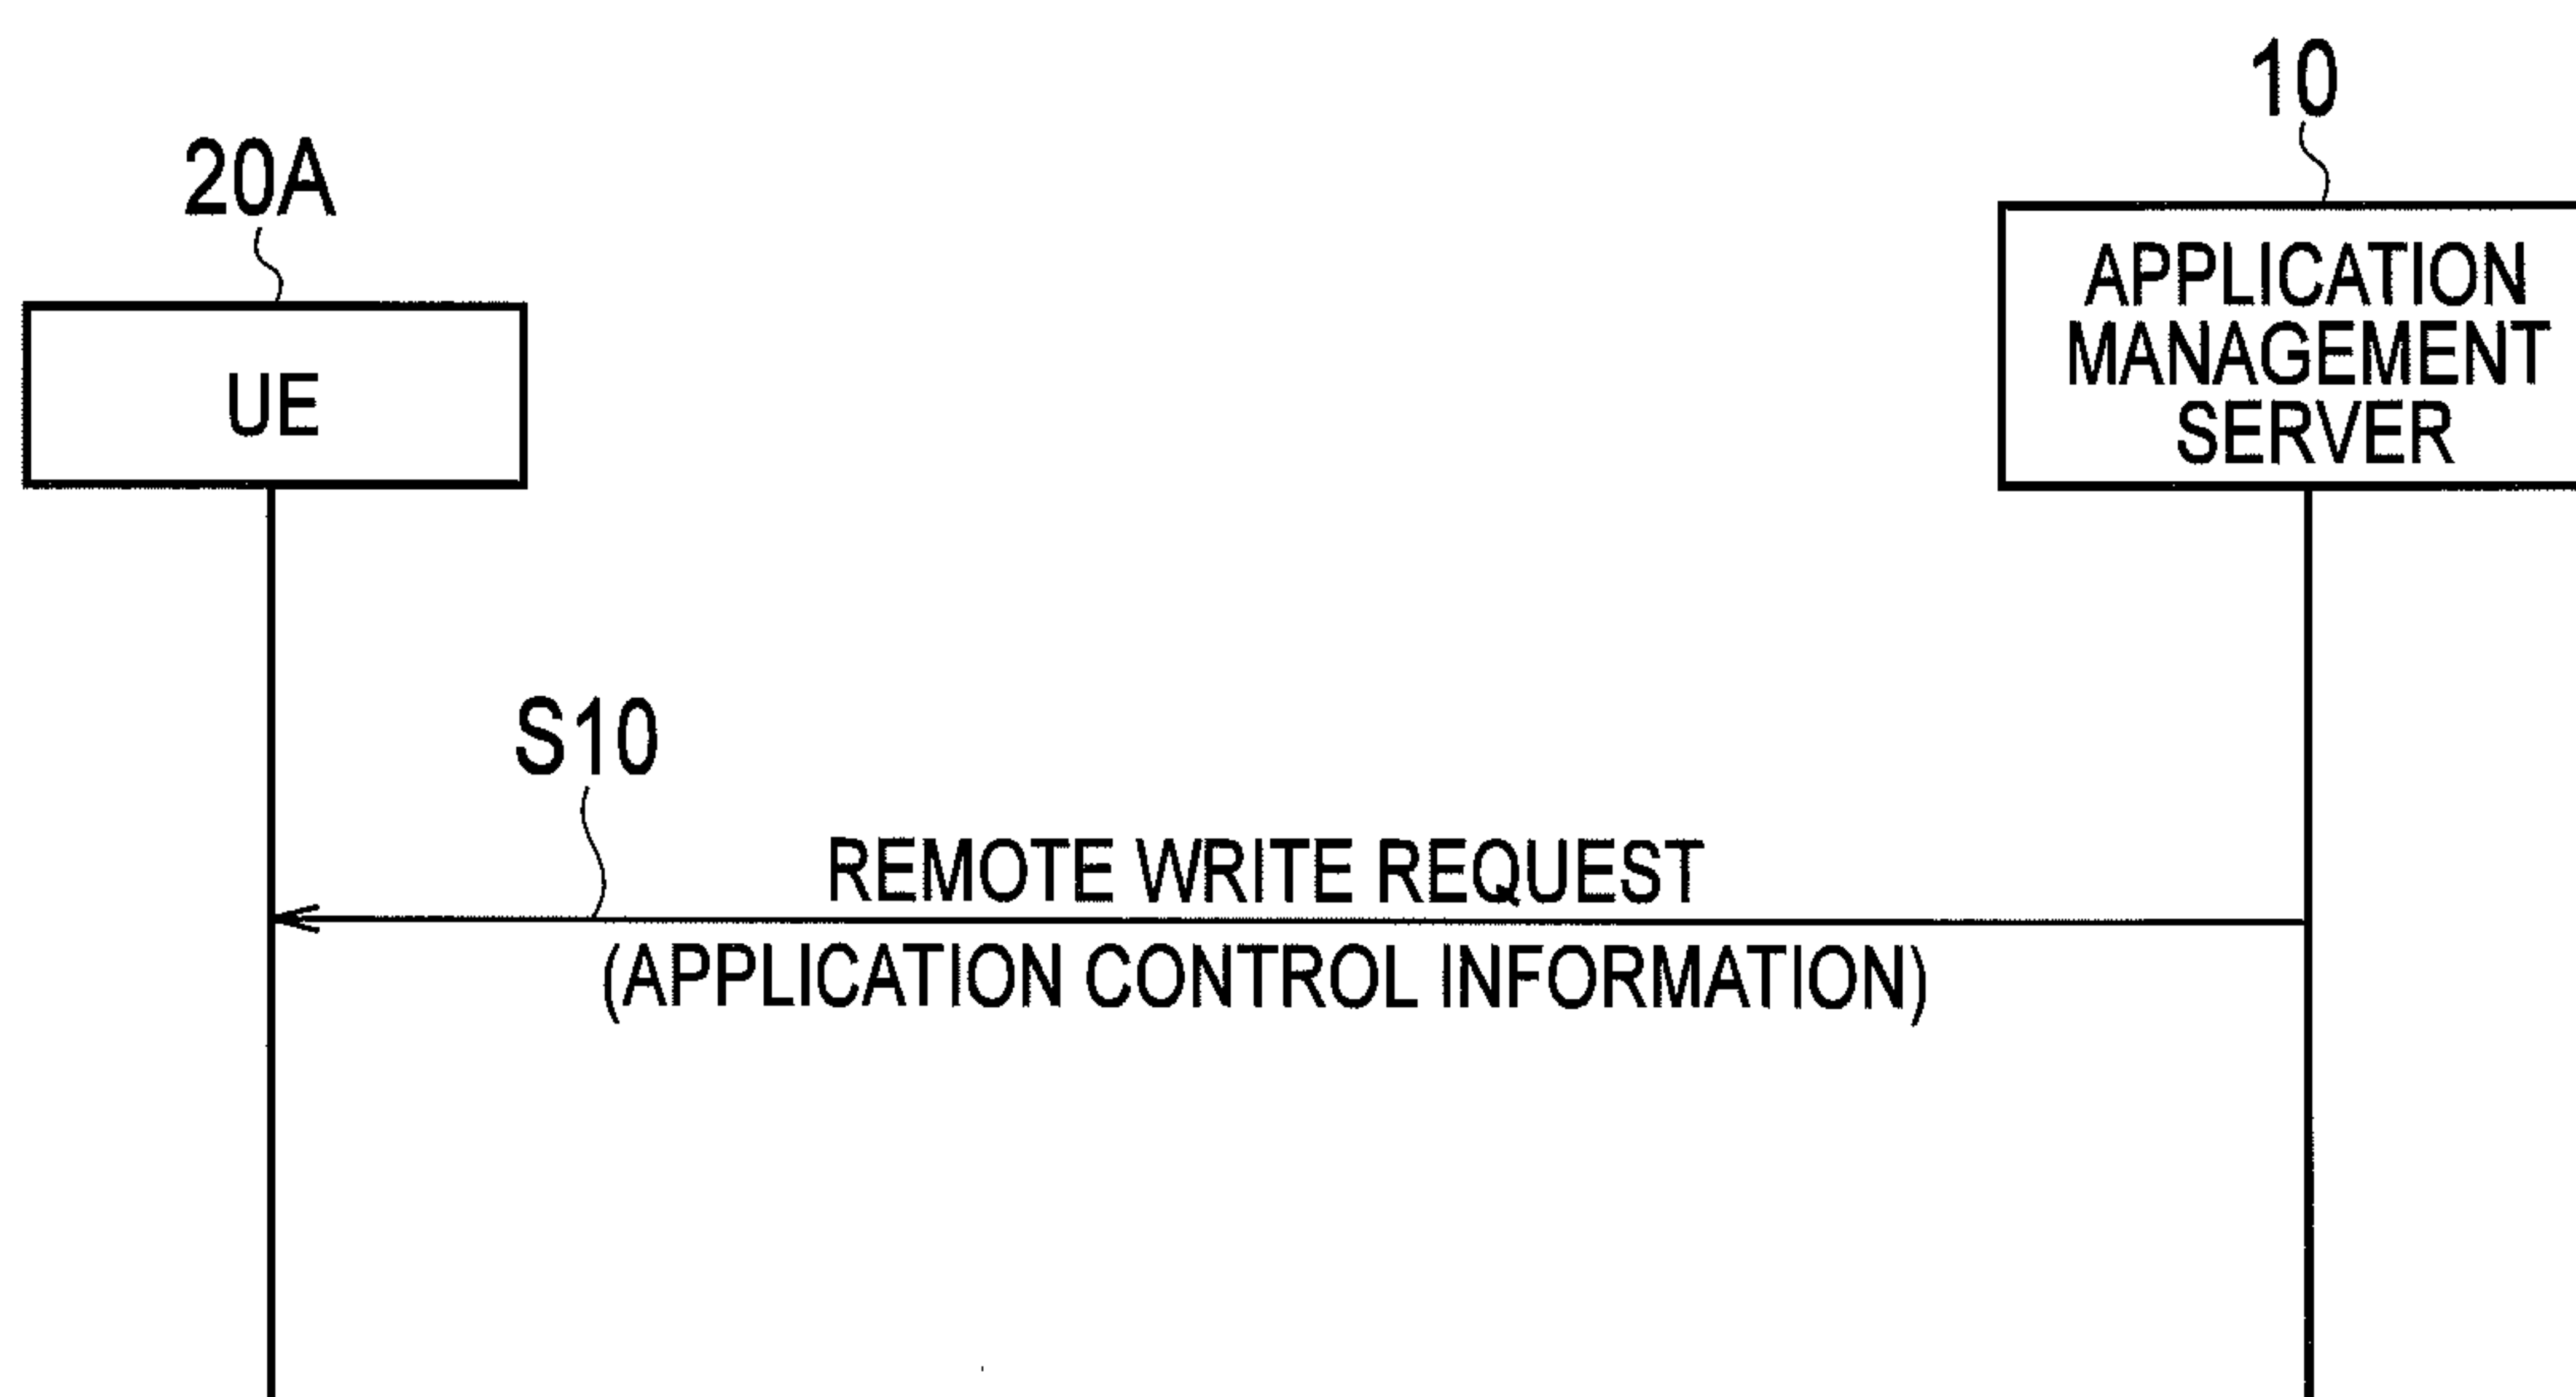 10
20A
APPLICATION
MANAGEMENT
SERVER
UE
S10
REMOTE WRITE REQUEST
(APPLICATION CONTROL INFORMATION)